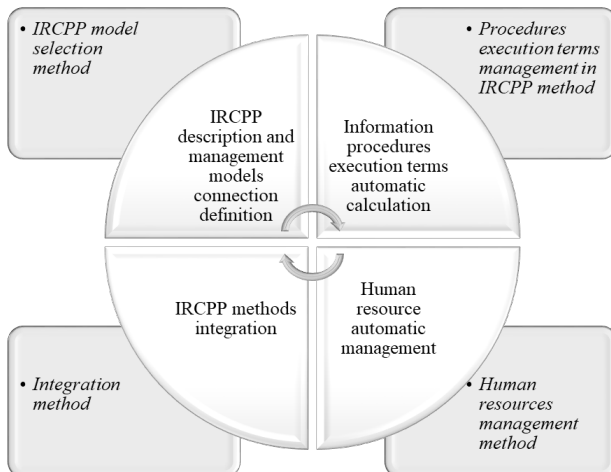 • IRCPP model
selection
method
• Procedures
execution terms
management in
IRCPP method
IRCPP
description and
management
models
connection
definition
Information
procedures
execution terms
automatic
calculation
IRCPP methods
integration
Human
resource
automatic
management
• Integration
method
• Human
resources
management
method